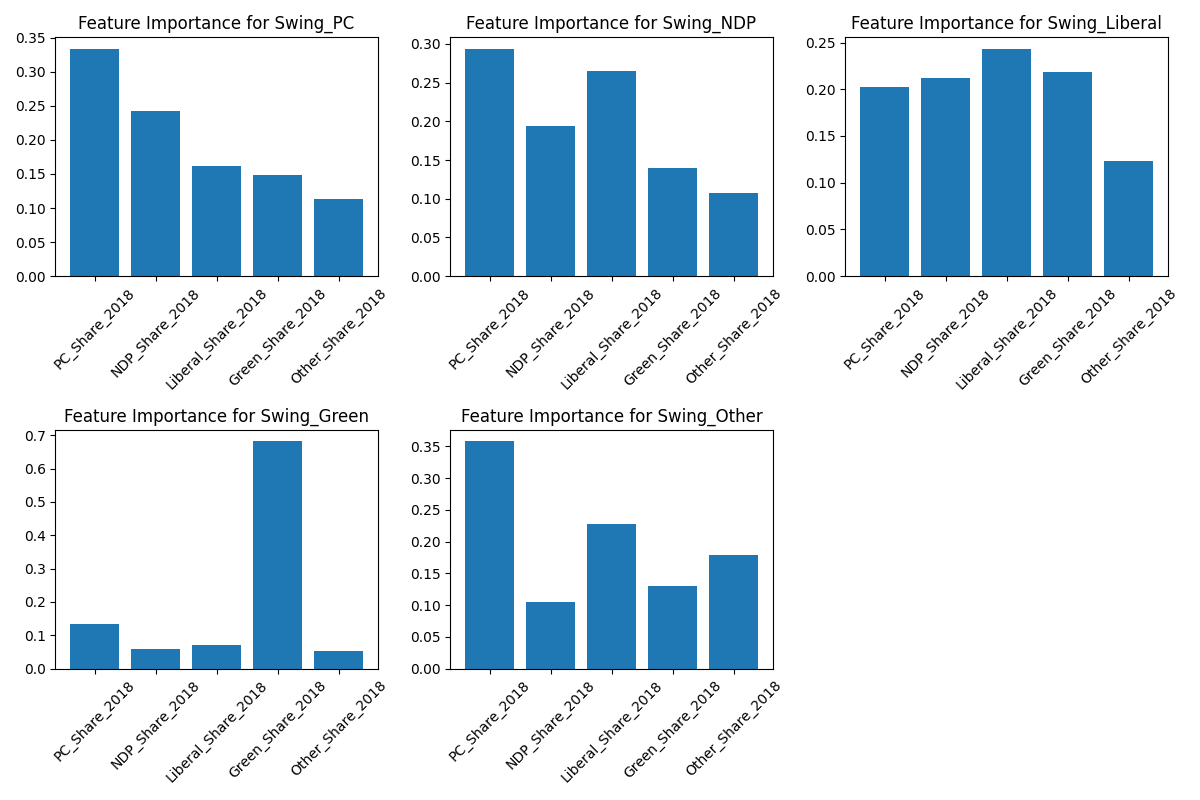 Feature Importance for Swing_PC
0.35
0.30
0.25
0.20
0.15
0.10
0.05
0.00
PC_Share_2018
NDP_Share_2018
Liberal_Share_2018
Green_Share_2018
Other_Share_2018
Feature Importance for Swing_NDP
0.30
0.25
0.20
0.15
0.10
0.05
0.00
PC_Share_2018
NDP_Share_2018
Liberal_Share_2018
Green_Share_2018
Other_Share_2018
Feature Importance for Swing_Liberal
0.25
0.20
0.15
0.10
0.05
0.00
PC_Share_2018
NDP_Share_2018
Liberal_Share_2018
Green_Share_2018
Other_Share_2018
Feature Importance for Swing_Green
0.7
0.6
0.5
0.4
0.3
0.2
0.1
0.0
PC_Share_2018
NDP_Share_2018
Liberal_Share_2018
Green_Share_2018
Other_Share_2018
Feature Importance for Swing_Other
0.35
0.30
0.25
0.20
0.15
0.10
0.05
0.00
PC_Share_2018
NDP_Share_2018
Liberal_Share_2018
Green_Share_2018
Other_Share_2018